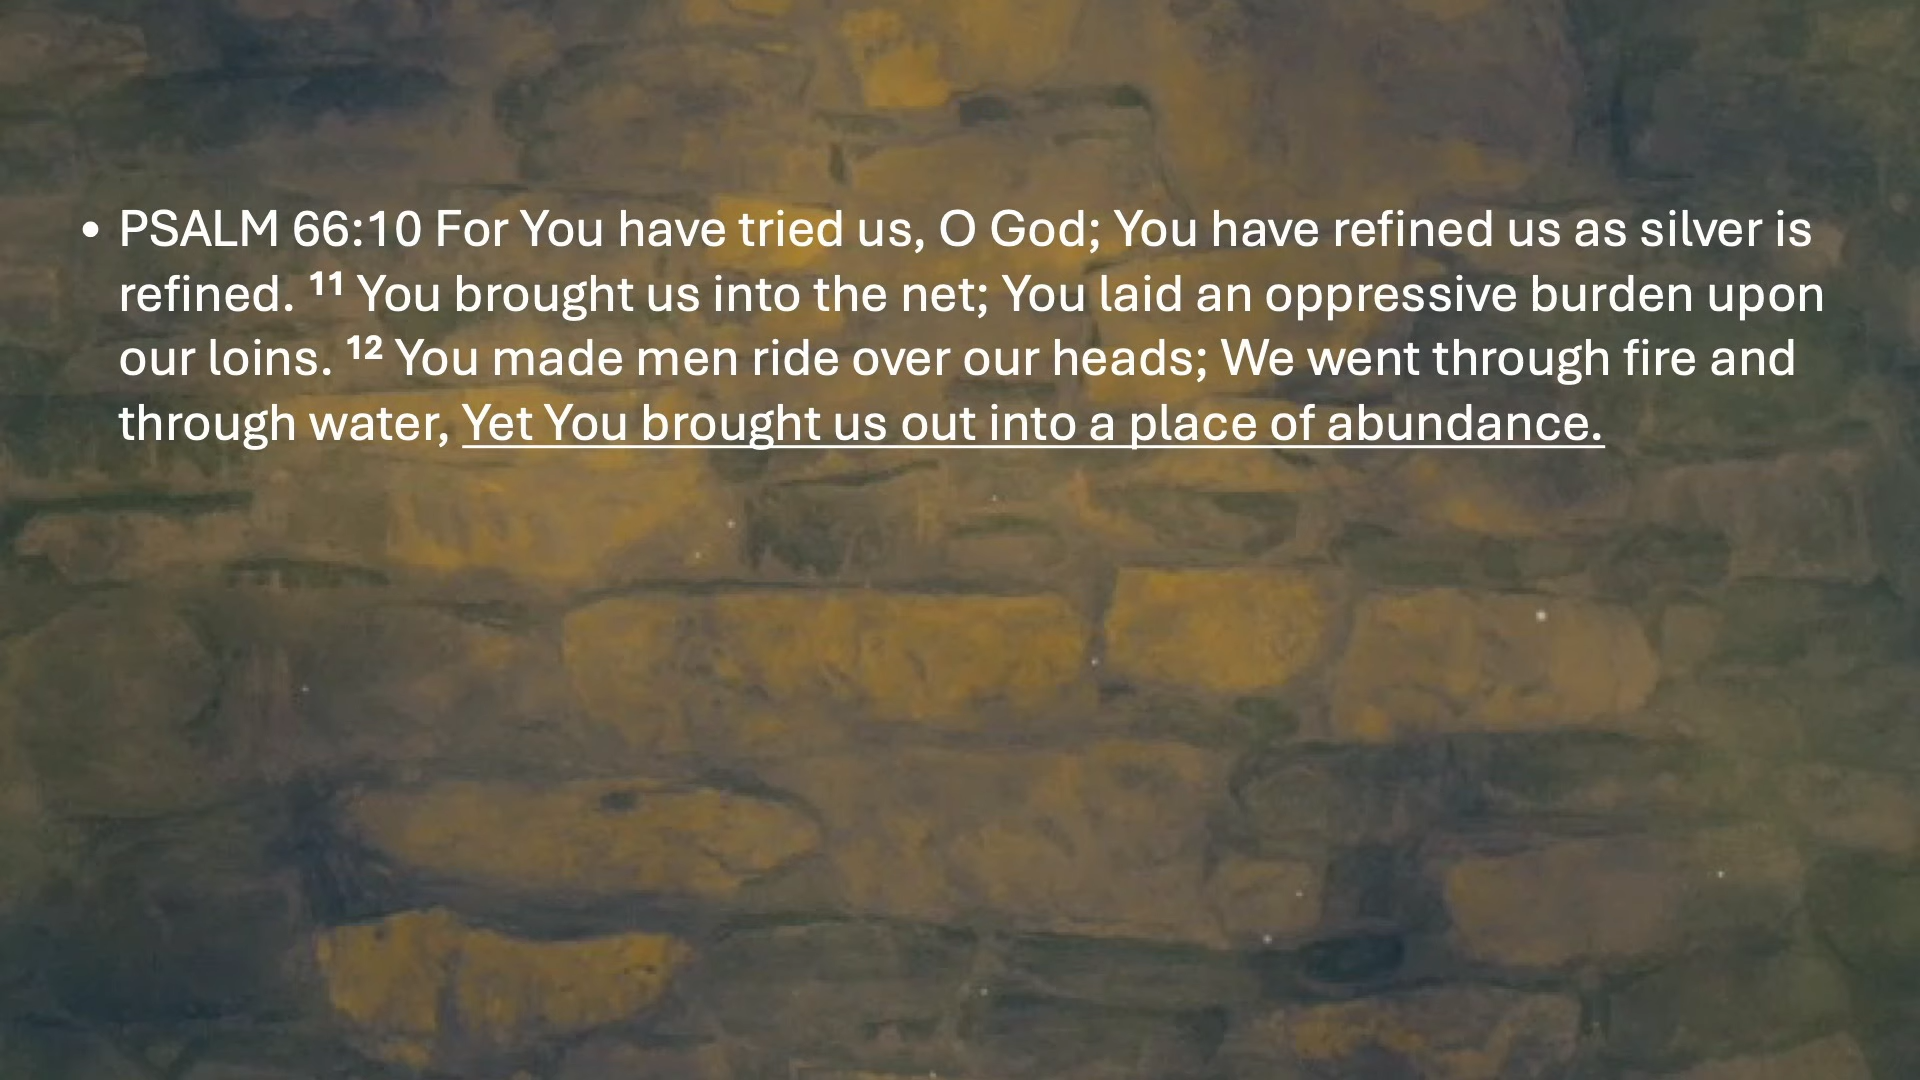 • PSALM 66:10 For You have tried us, O God; You have refined us as silver is
refined. ¹¹ You brought us into the net; You laid an oppressive burden upon
our loins. ¹² You made men ride over our heads; We went through fire and
through water, Yet You brought us out into a place of abundance.